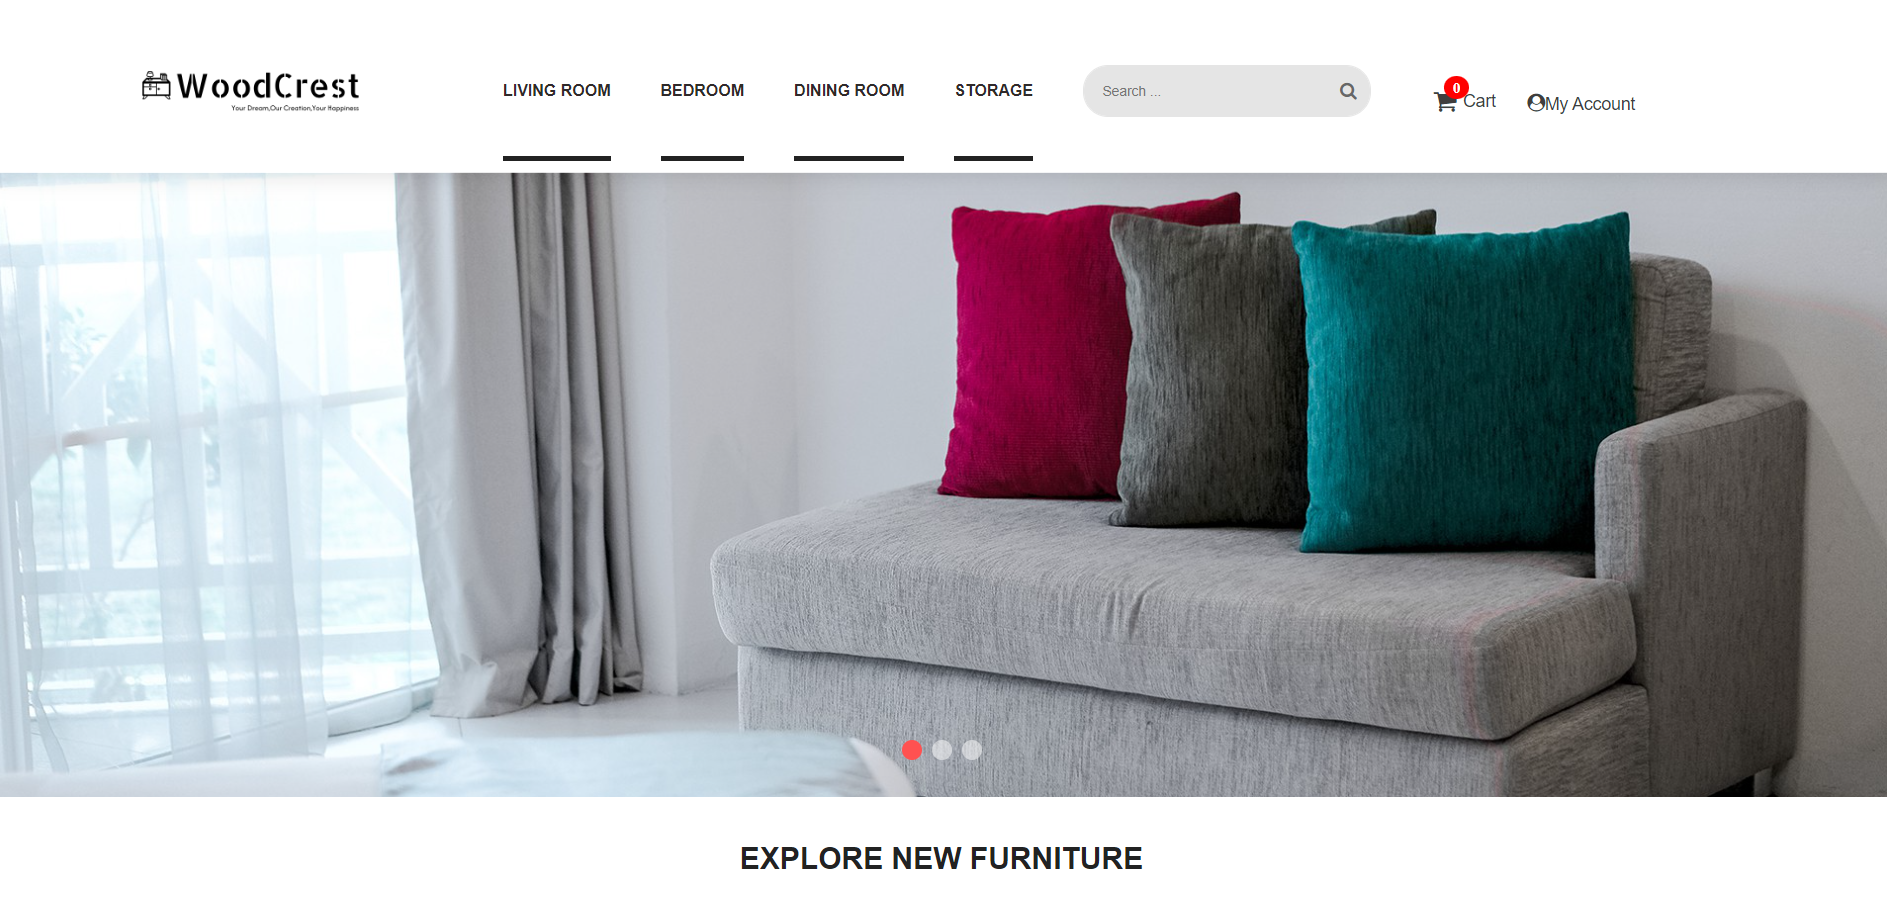 WoodCrest
Your Dream,Our Creation,Your Happiness
LIVING ROOM
BEDROOM
DINING ROOM
STORAGE
Search ...
0
Cart
My Account
EXPLORE NEW FURNITURE